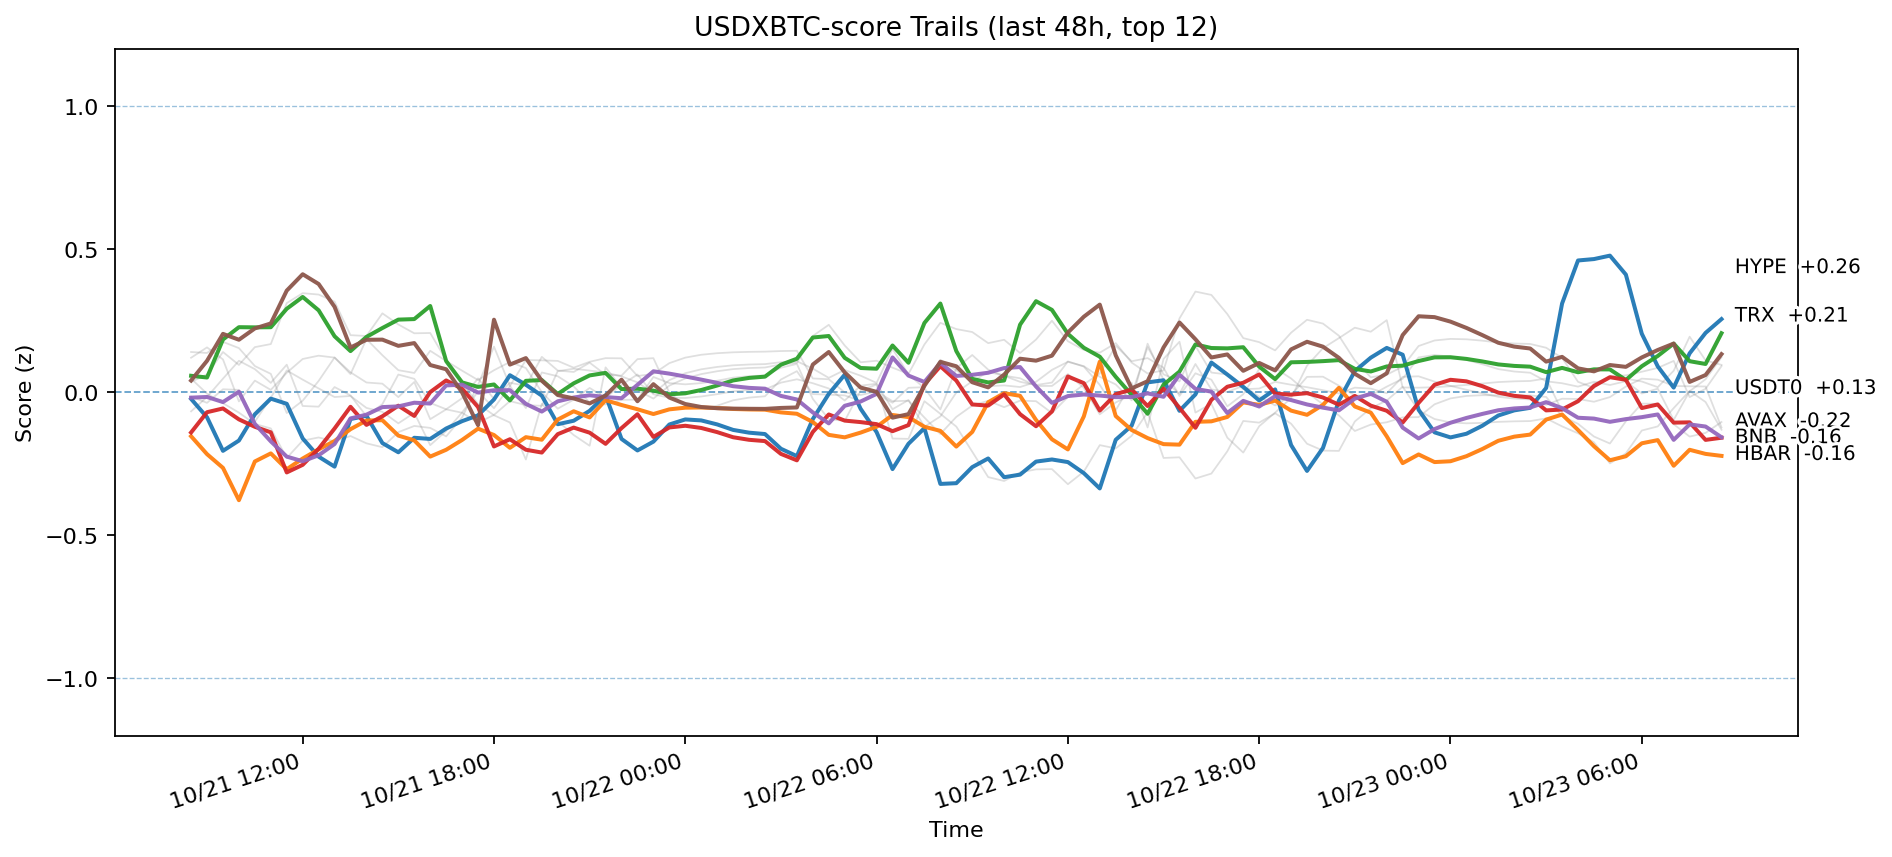 USDXBTC-score Trails (last 48h, top 12)
Score (z)
1.0
0.5
0.0
−0.5
−1.0
HYPE +0.26
TRX +0.21
USDT0 +0.13
AVAX -0.22
BNB -0.16
HBAR -0.16
10/21 12:00
10/21 18:00
10/22 00:00
10/22 06:00
10/22 12:00
10/22 18:00
10/23 00:00
10/23 06:00
Time